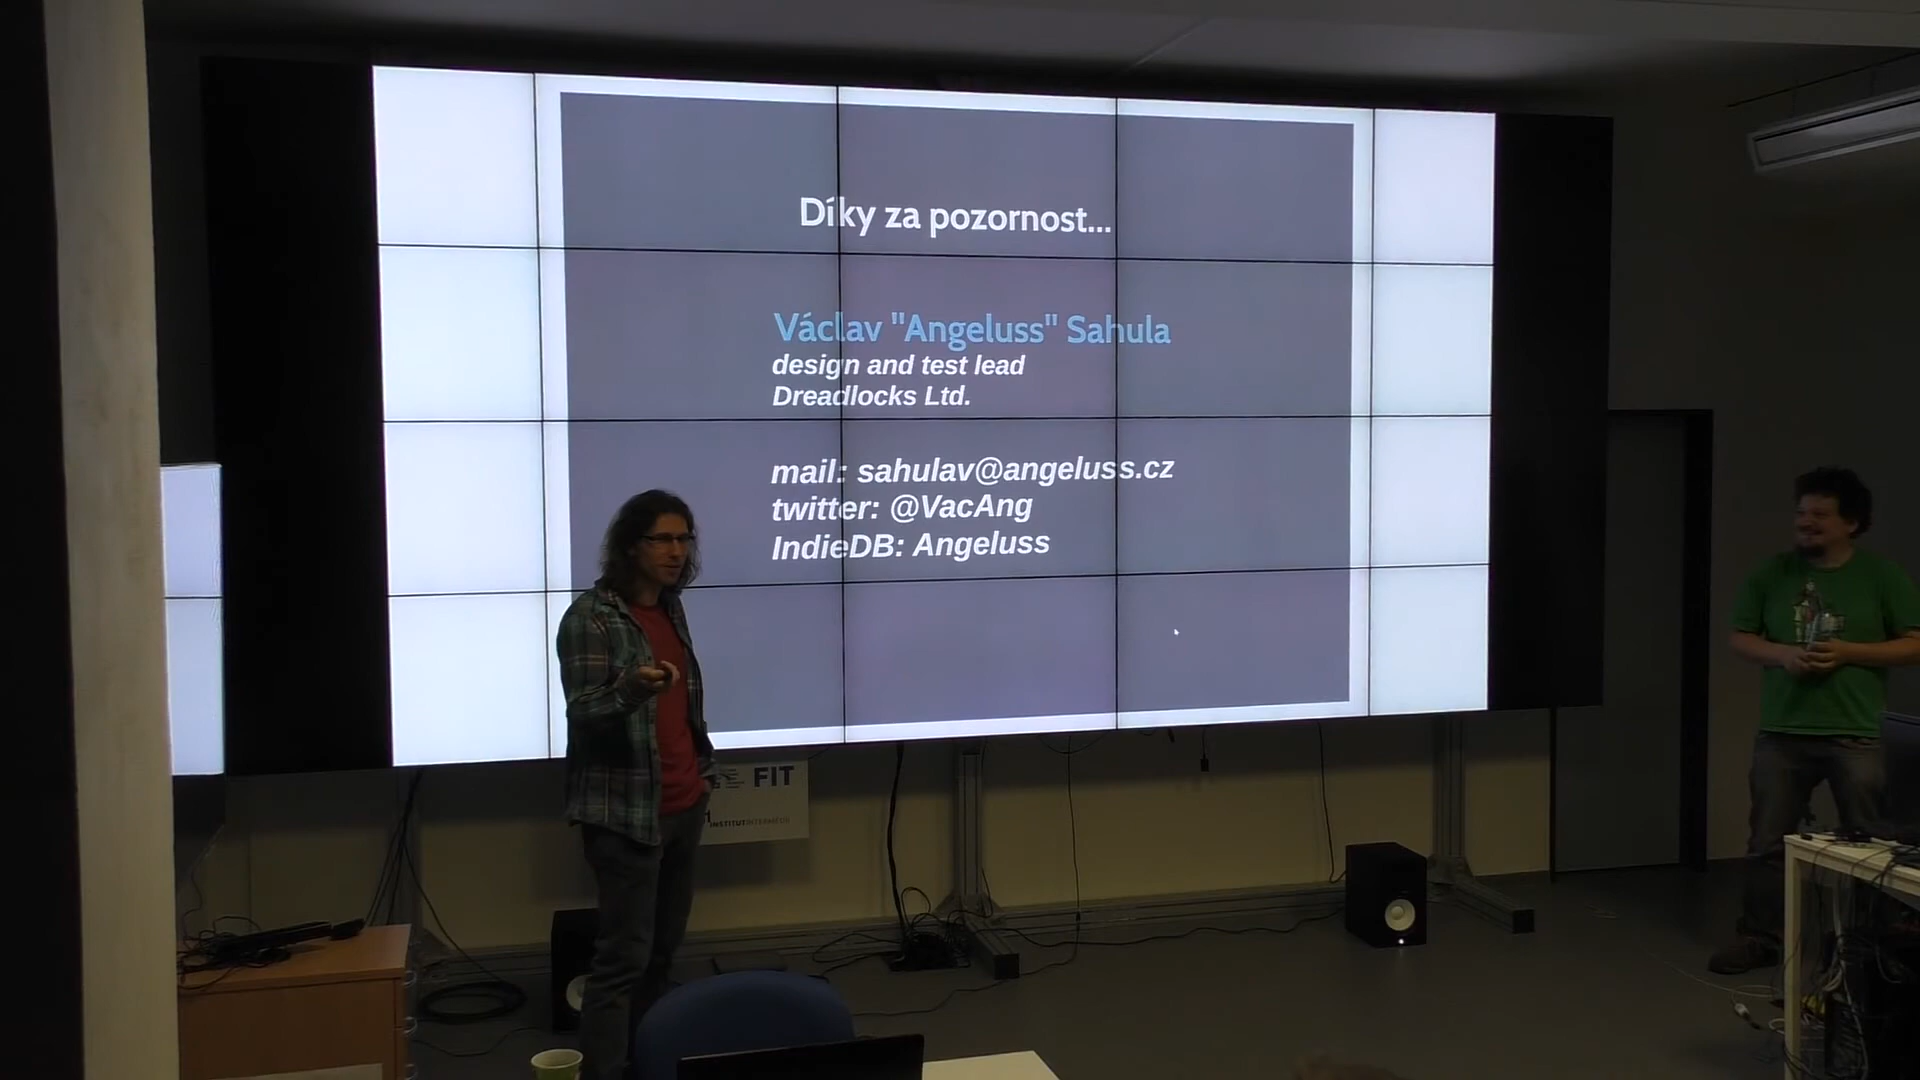 Díky za pozornost...
Václav "Angeluss" Sahula
design and test lead
Dreadlocks Ltd.
mail: sahulav@angeluss.cz
twitter: @VacAng
IndieDB: Angeluss
FIT
INSTITUTINTERMÉDIÍ